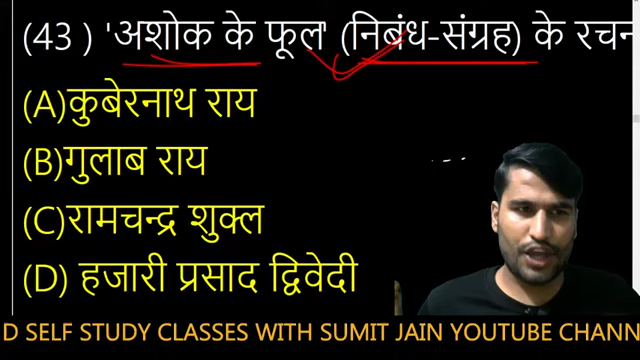 (43 ) 'अशोक के फूल' (निबंध-संग्रह) के रचन
(A)कुबेरनाथ राय
(B)गुलाब राय
(C)रामचन्द्र शुक्ल
(D) हजारी प्रसाद द्विवेदी
D SELF STUDY CLASSES WITH SUMIT JAIN YOUTUBE CHANN